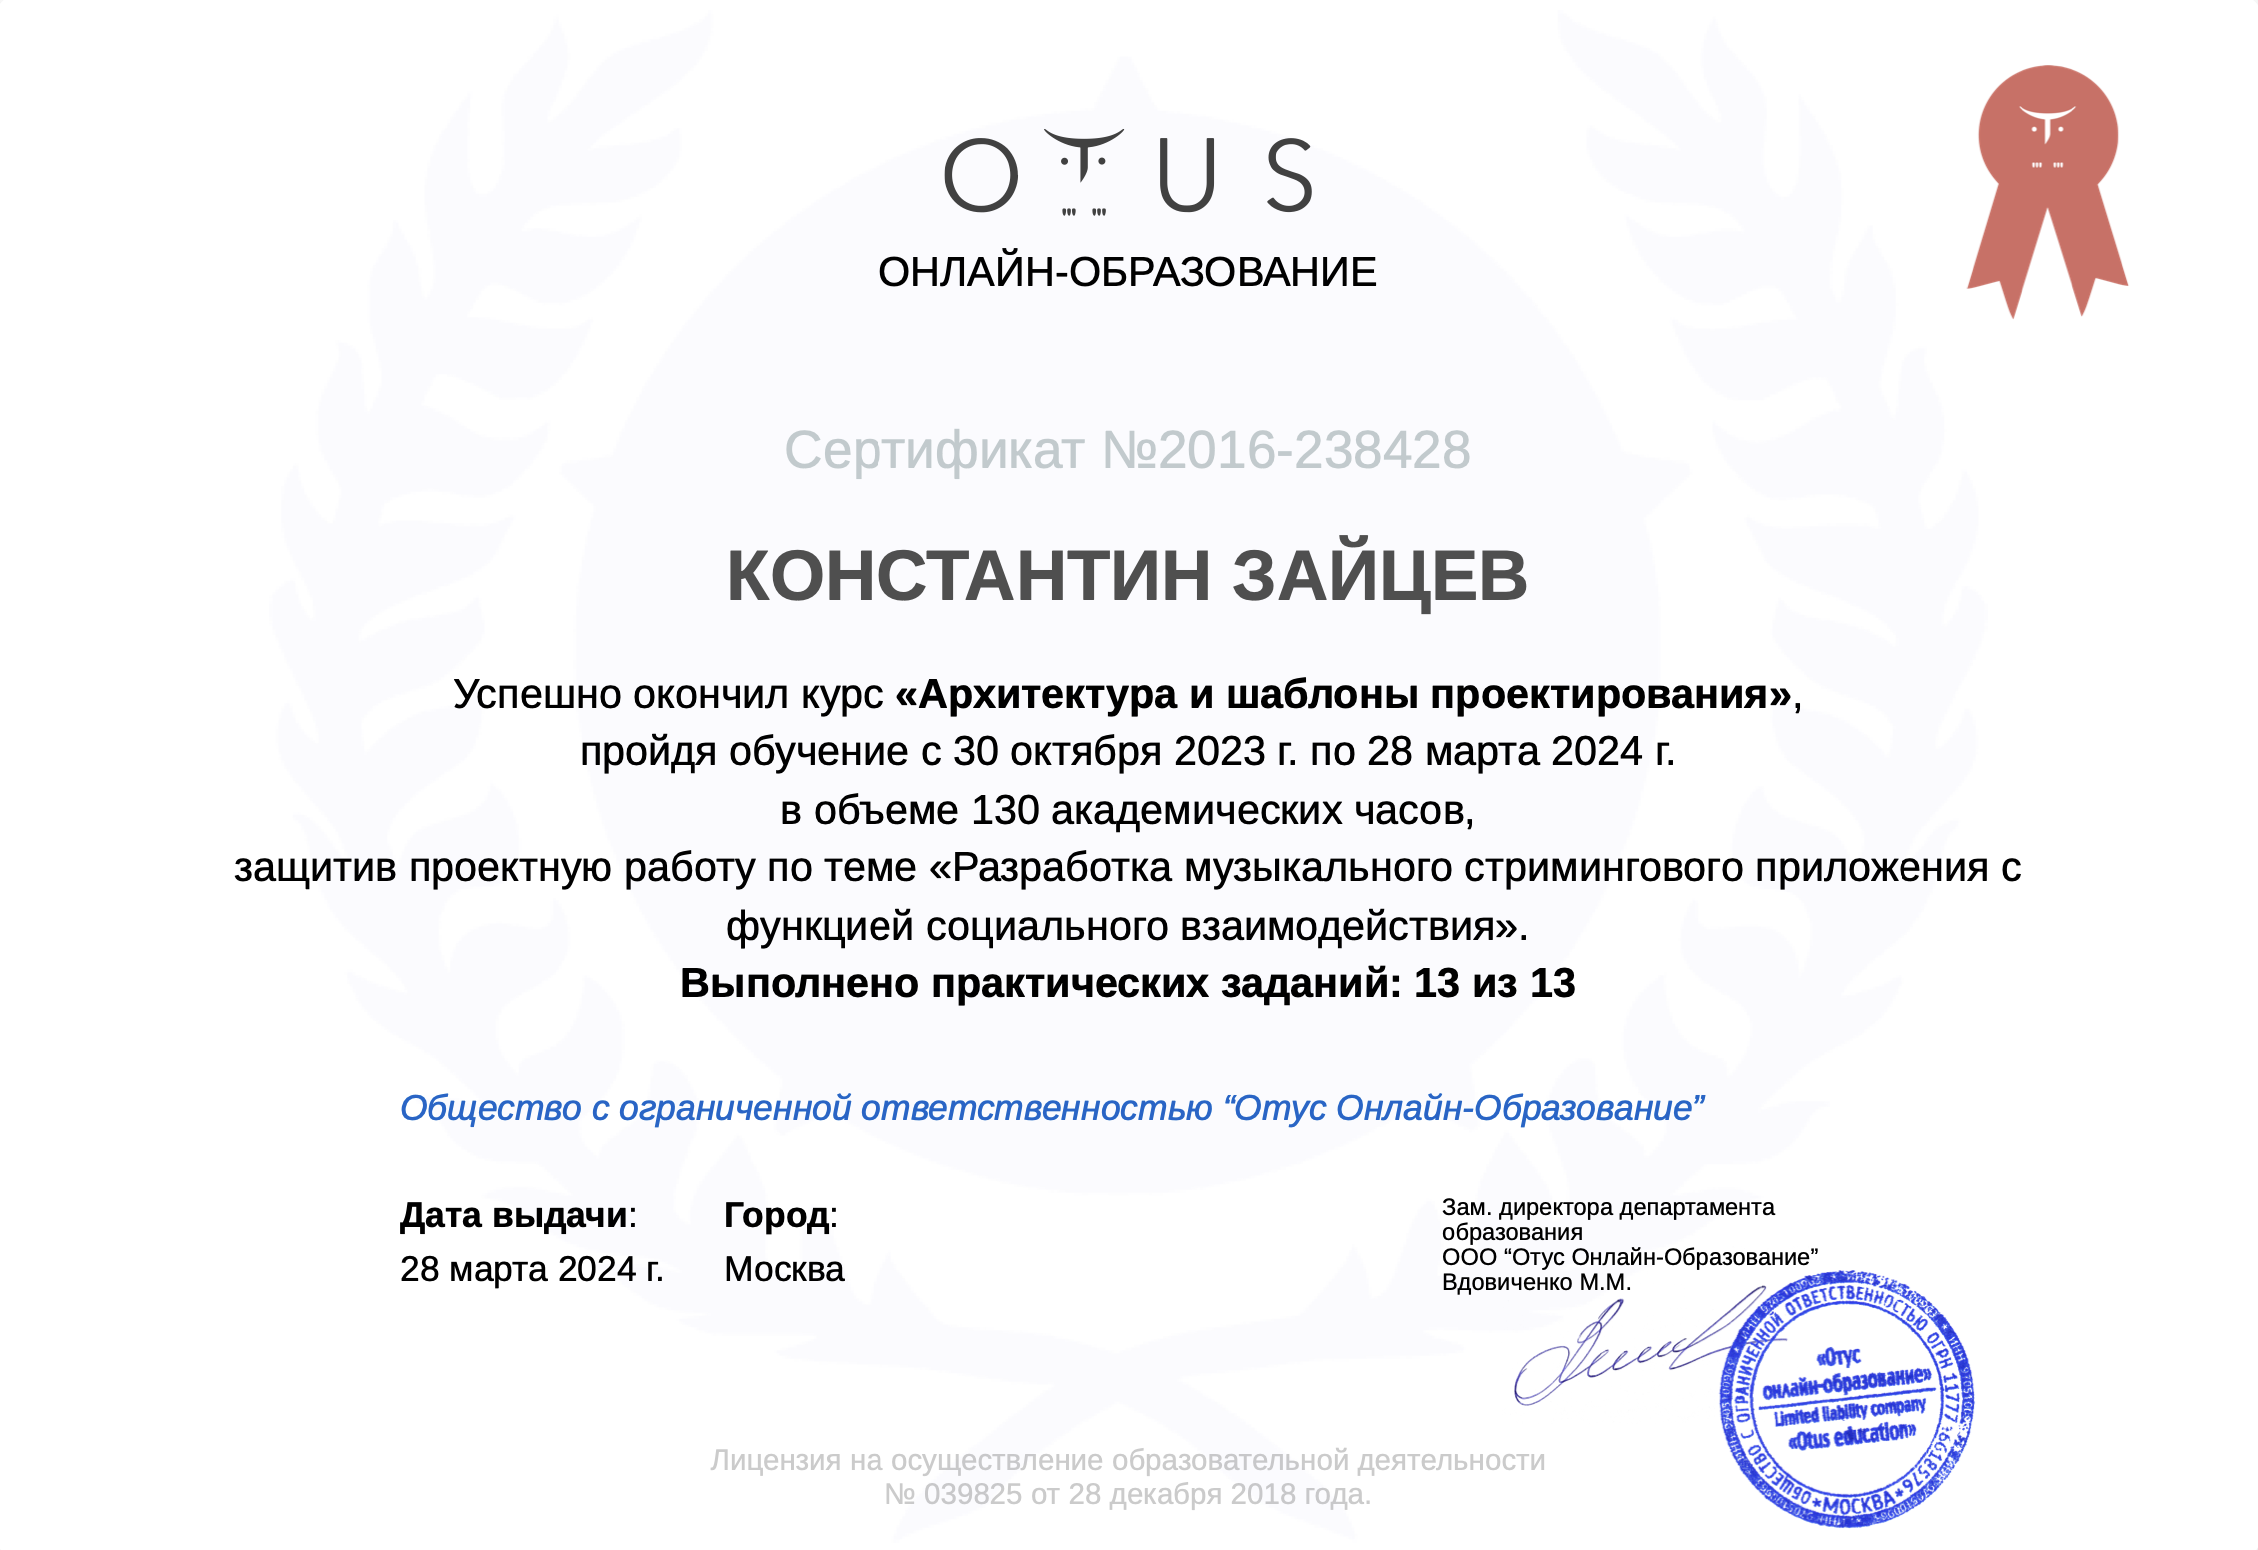 OTUS
ОНЛАЙН-ОБРАЗОВАНИЕ
Сертификат №2016-238428
КОНСТАНТИН ЗАЙЦЕВ
Успешно окончил курс «Архитектура и шаблоны проектирования»,
пройдя обучение с 30 октября 2023 г. по 28 марта 2024 г.
в объеме 130 академических часов,
защитив проектную работу по теме «Разработка музыкального стримингового приложения с
функцией социального взаимодействия».
Выполнено практических заданий: 13 из 13
Общество с ограниченной ответственностью “Отус Онлайн-Образование”
Дата выдачи: Город:
28 марта 2024 г. Москва
Зам. директора департамента
образования
ООО “Отус Онлайн-Образование”
Вдовиченко М.М.
ОБЩЕСТВО С ОГРАНИЧЕННОЙ ОТВЕТСТВЕННОСТЬЮ ОГРН
*МОСКВА*
«Отус
онлайн-образование»
Limited liability company
«Otus education»
Лицензия на осуществление образовательной деятельности
№ 039825 от 28 декабря 2018 года.